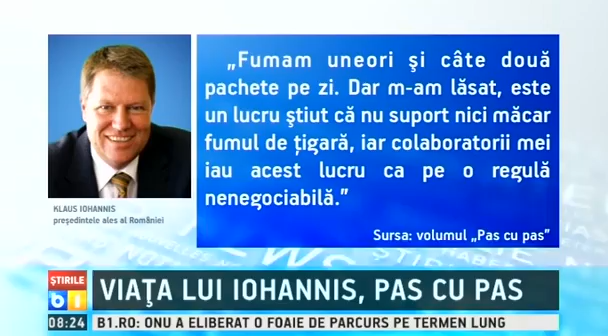 „Fumam uneori şi câte două
pachete pe zi. Dar m-am lăsat, este
un lucru ştiut că nu suport nici măcar
fumul de ţigară, iar colaboratorii mei
iau acest lucru ca pe o regulă
nenegociabilă.”
Sursa: volumul „Pas cu pas”
KLAUS IOHANNIS
preşedintele ales al României
ŞTIRILE
b1
VIAŢA LUI IOHANNIS, PAS CU PAS
08:24
B1.RO: ONU A ELIBERAT O FOAIE DE PARCURS PE TERMEN LUNG